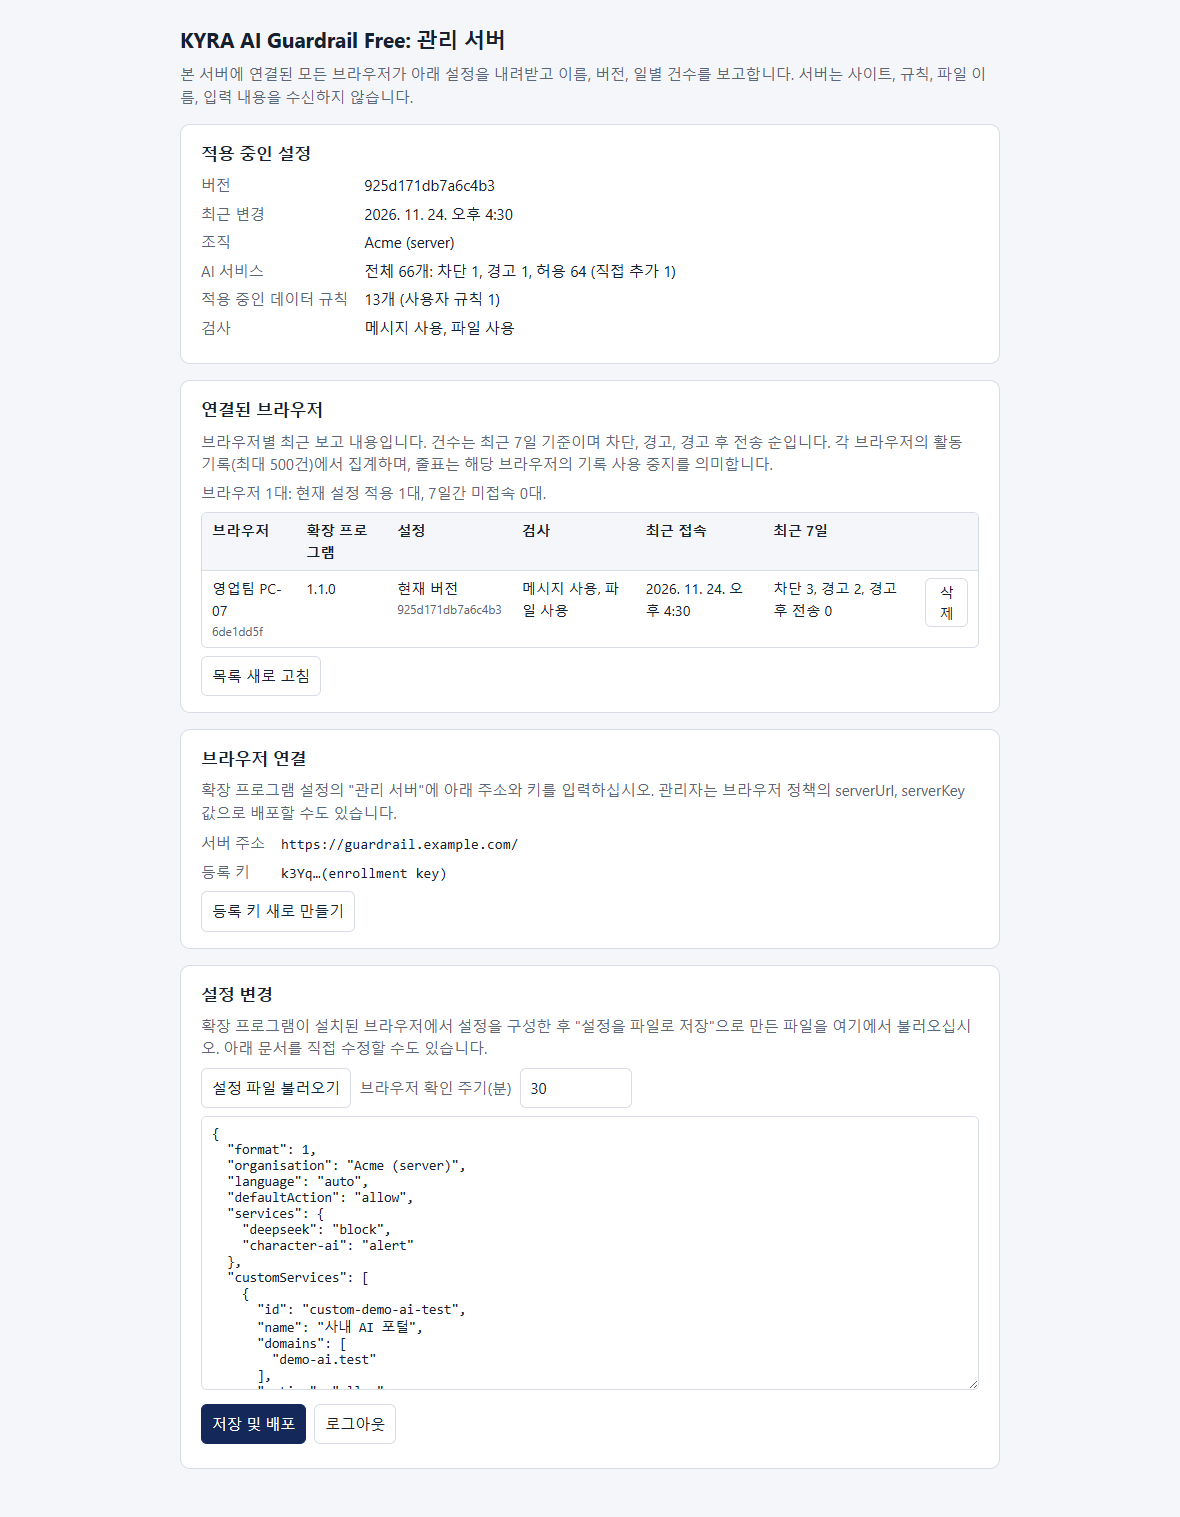 KYRA AI Guardrail Free: 관리 서버
본 서버에 연결된 모든 브라우저가 아래 설정을 내려받고 이름, 버전, 일별 건수를 보고합니다. 서버는 사이트, 규칙, 파일 이
름, 입력 내용을 수신하지 않습니다.
적용 중인 설정
버전 925d171db7a6c4b3
최근 변경 2026. 11. 24. 오후 4:30
조직 Acme (server)
AI 서비스 전체 66개: 차단 1, 경고 1, 허용 64 (직접 추가 1)
적용 중인 데이터 규칙 13개 (사용자 규칙 1)
검사 메시지 사용, 파일 사용
연결된 브라우저
브라우저별 최근 보고 내용입니다. 건수는 최근 7일 기준이며 차단, 경고, 경고 후 전송 순입니다. 각 브라우저의 활동
기록(최대 500건)에서 집계하며, 줄표는 해당 브라우저의 기록 사용 중지를 의미합니다.
브라우저 1대: 현재 설정 적용 1대, 7일간 미접속 0대.
브라우저 확장 프로 설정 검사 최근 접속 최근 7일
그램
영업팀 PC- 1.1.0 현재 버전 메시지 사용, 파 2026. 11. 24. 오 차단 3, 경고 2, 경고 삭
07 925d171db7a6c4b3 일 사용 후 4:30 후 전송 0 제
6de1dd5f
목록 새로 고침
브라우저 연결
확장 프로그램 설정의 "관리 서버"에 아래 주소와 키를 입력하십시오. 관리자는 브라우저 정책의 serverUrl, serverKey
값으로 배포할 수도 있습니다.
서버 주소 https://guardrail.example.com/
등록 키 k3Yq…(enrollment key)
등록 키 새로 만들기
설정 변경
확장 프로그램이 설치된 브라우저에서 설정을 구성한 후 "설정을 파일로 저장"으로 만든 파일을 여기에서 불러오십시
오. 아래 문서를 직접 수정할 수도 있습니다.
설정 파일 불러오기 브라우저 확인 주기(분) 30
{
"format": 1,
"organisation": "Acme (server)",
"language": "auto",
"defaultAction": "allow",
"services": {
"deepseek": "block",
"character-ai": "alert"
},
"customServices": [
{
"id": "custom-demo-ai-test",
"name": "사내 AI 포털",
"domains": [
"demo-ai.test"
],
저장 및 배포 로그아웃